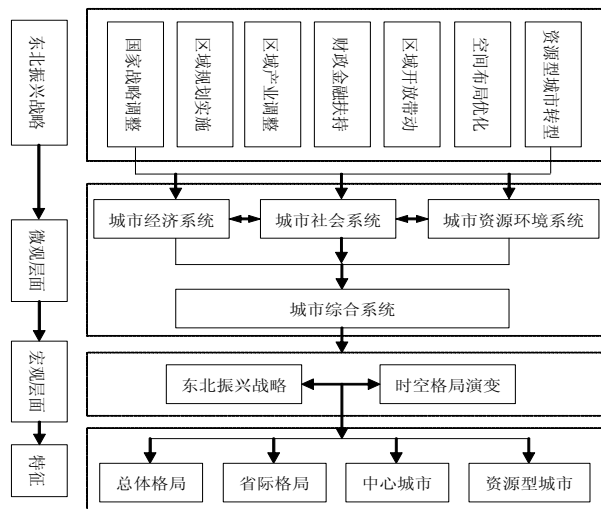 东北振兴战略
国家战略调整
区域规划实施
区域产业调整
财政金融扶持
区域开放带动
空间布局优化
资源型城市转型
微观层面
城市经济系统
城市社会系统
城市资源环境系统
城市综合系统
宏观层面
东北振兴战略
时空格局演变
特征
总体格局
省际格局
中心城市
资源型城市